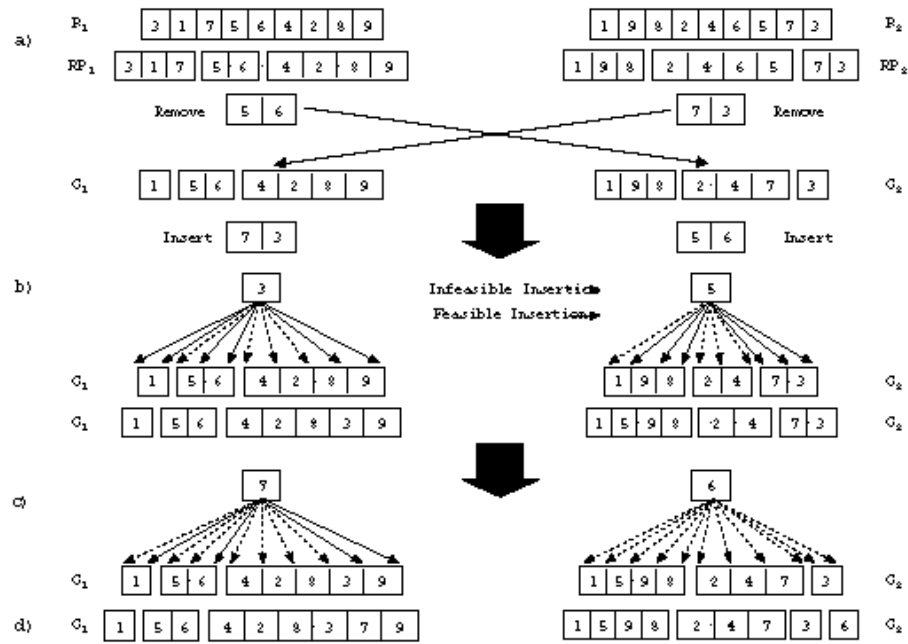 P₁ 3 1 7 5 6 4 2 8 9 1 9 8 2 4 6 5 7 3 P₂
a)
RP₁ 3 1 7 5 6 4 2 8 9 1 9 8 2 4 6 5 7 3 RP₂
Remove 5 6 7 3 Remove
G₁ 1 5 6 4 2 8 9 1 9 8 2 4 7 3 G₂
Insert 7 3 5 6 Insert
b) 3 Infeasible Insertion 5
Feasible Insertion
G₁ 1 5 6 4 2 8 9 1 9 8 2 4 7 3 G₂
G₁ 1 5 6 4 2 8 3 9 1 5 9 8 2 4 7 3 G₂
c) 7 6
G₁ 1 5 6 4 2 8 3 9 1 5 9 8 2 4 7 3 G₂
d) G₁ 1 5 6 4 2 8 3 7 9 1 5 9 8 2 4 7 3 6 G₂